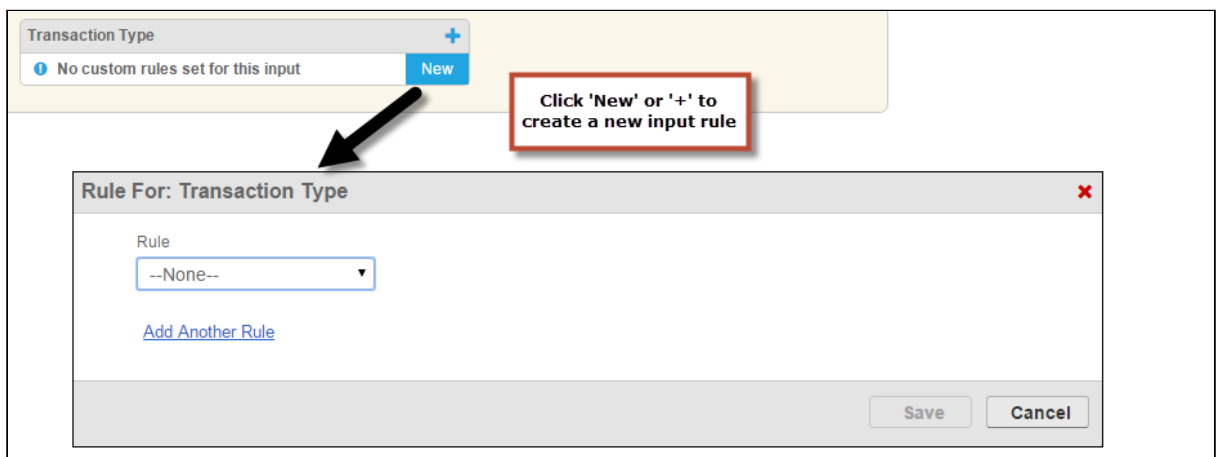 Transaction Type +
No custom rules set for this input New
Click 'New' or '+' to
create a new input rule
Rule For: Transaction Type
Rule
--None--
Add Another Rule
Save Cancel